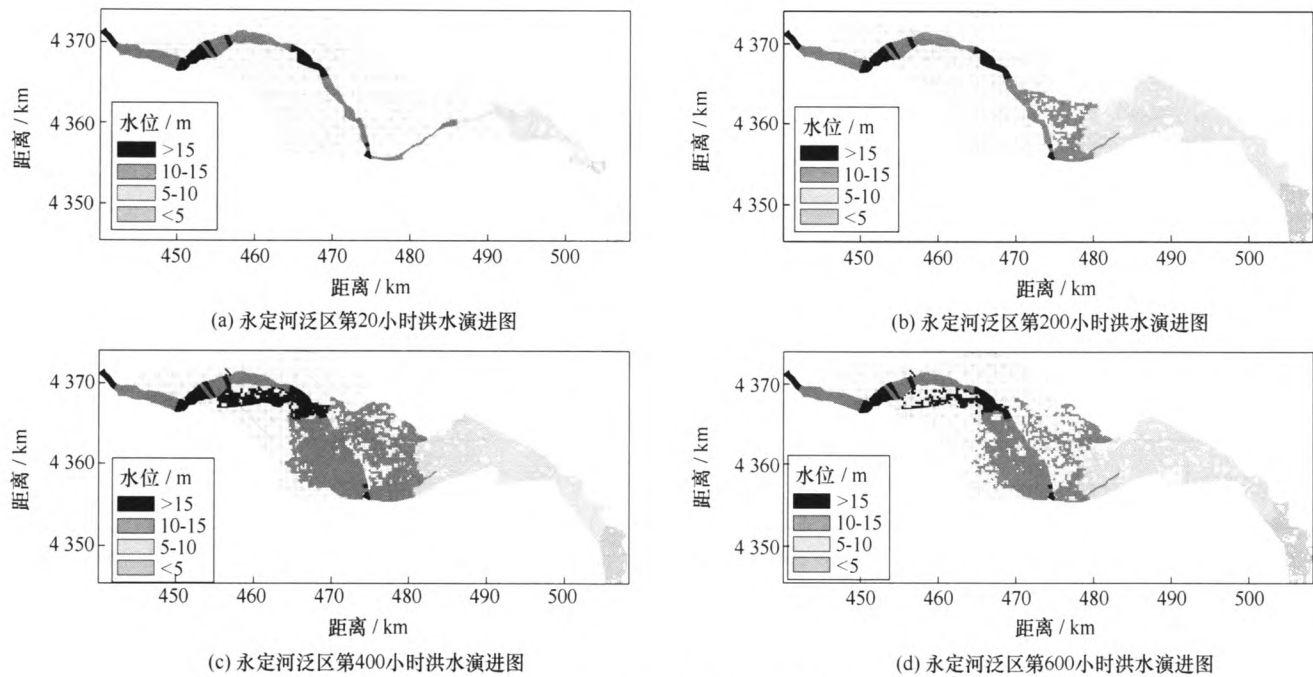 4 370
4 360
4 350
距离 / km
水位 / m
>15
10-15
5-10
<5
450 460 470 480 490 500
距离 / km
(a) 永定河泛区第20小时洪水演进图
4 370
4 360
4 350
距离 / km
水位 / m
>15
10-15
5-10
<5
450 460 470 480 490 500
距离 / km
(b) 永定河泛区第200小时洪水演进图
4 370
4 360
4 350
距离 / km
水位 / m
>15
10-15
5-10
<5
450 460 470 480 490 500
距离 / km
(c) 永定河泛区第400小时洪水演进图
4 370
4 360
4 350
距离 / km
水位 / m
>15
10-15
5-10
<5
450 460 470 480 490 500
距离 / km
(d) 永定河泛区第600小时洪水演进图